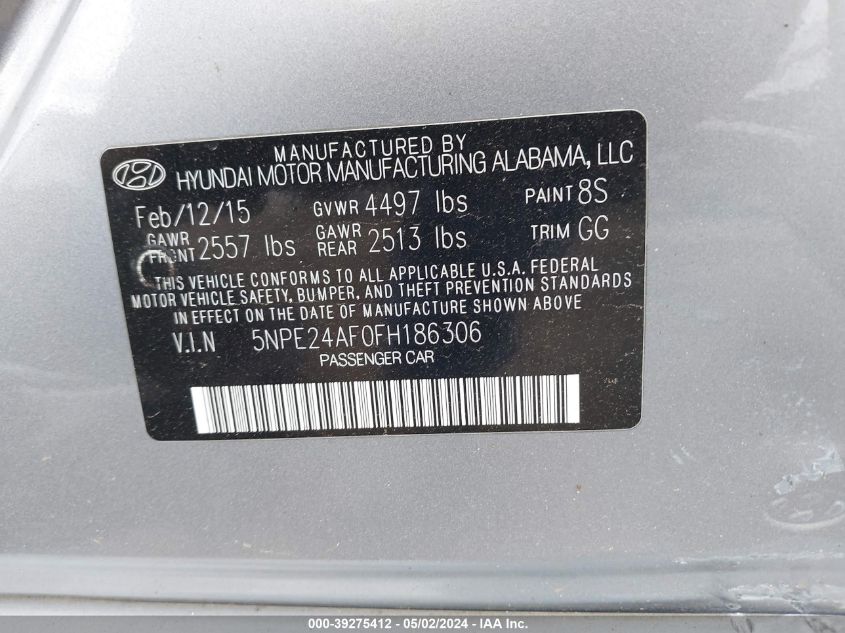 MANUFACTURED BY
HYUNDAI MOTOR MANUFACTURING ALABAMA, LLC
Feb/12/15 GVWR 4497 lbs PAINT 8S
GAWR FRONT 2557 lbs GAWR REAR 2513 lbs TRIM GG
THIS VEHICLE CONFORMS TO ALL APPLICABLE U.S.A. FEDERAL
MOTOR VEHICLE SAFETY, BUMPER, AND THEFT PREVENTION STANDARDS
IN EFFECT ON THE DATE OF MANUFACTURE SHOWN ABOVE
V.I.N 5NPE24AF0FH186306
PASSENGER CAR
000-39275412 - 05/02/2024 - IAA Inc.